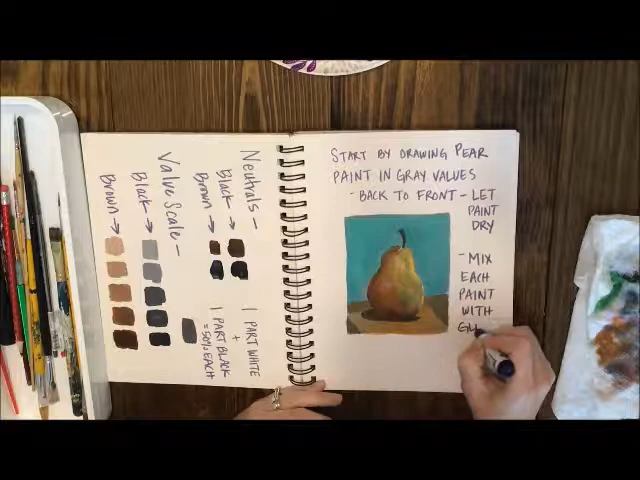 Neutrals -
Black →
Brown →
1 PART WHITE
+
1 PART BLACK
= 50% EACH
Value Scale -
Black →
Brown →
START BY DRAWING PEAR
PAINT IN GRAY VALUES
- BACK TO FRONT - LET
PAINT
DRY
- MIX
EACH
PAINT
WITH
GL